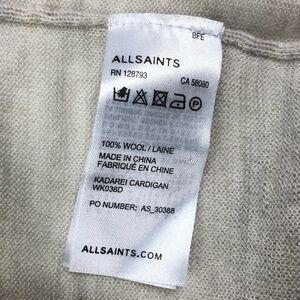 BFE
ALLSAINTS
RN 128793 CA 58080
100% WOOL / LAINE
MADE IN CHINA
FABRIQUÉ EN CHINE
KADAREI CARDIGAN
WK038D
PO NUMBER: AS_30388
ALLSAINTS.COM